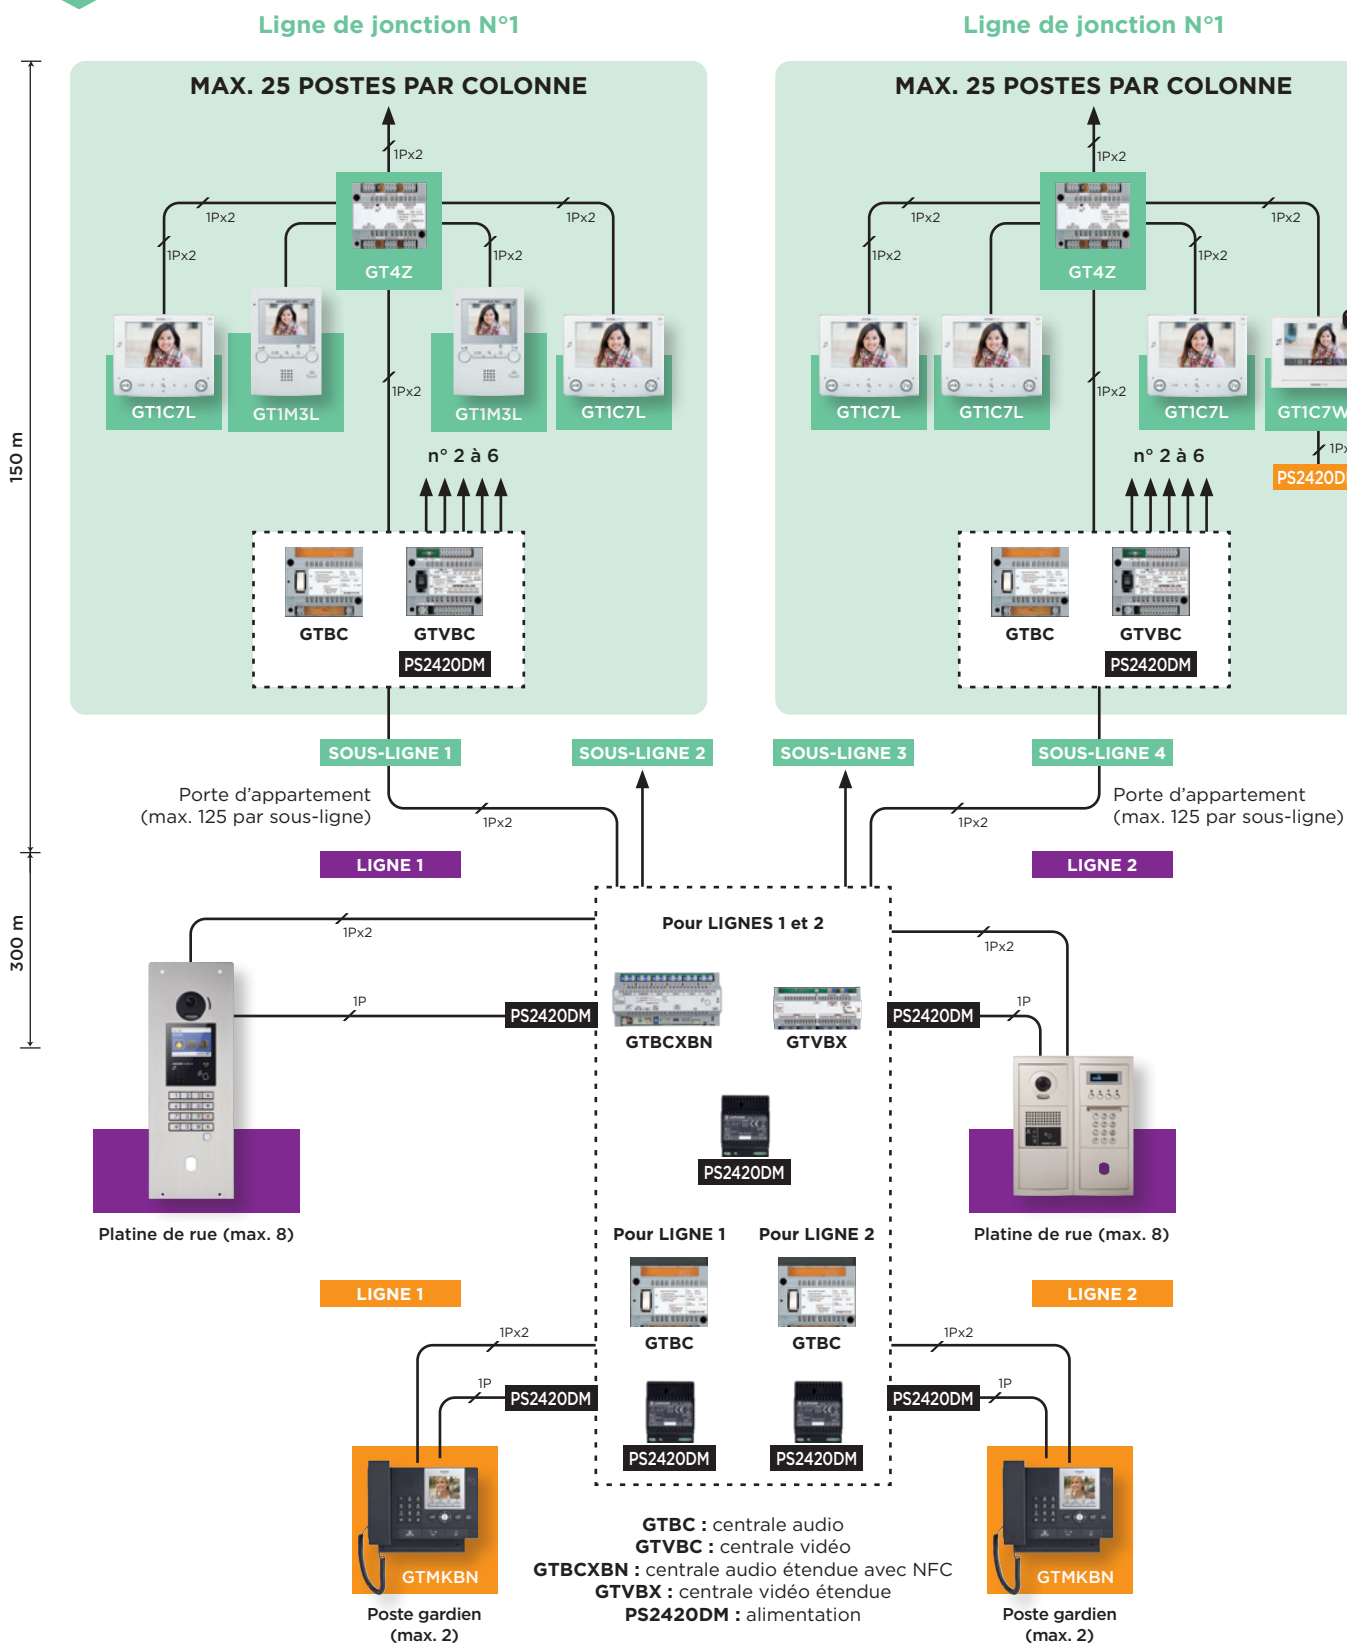 Ligne de jonction N°1
Ligne de jonction N°1
MAX. 25 POSTES PAR COLONNE
MAX. 25 POSTES PAR COLONNE
1Px2
1Px2
1Px2
1Px2
1Px2
1Px2
1Px2
1Px2
1Px2
1Px2
GT4Z
GT4Z
GT1C7L
GT1M3L
GT1M3L
GT1C7L
GT1C7L
GT1C7L
GT1C7L
GT1C7W
1Px2
1Px2
150 m
n° 2 à 6
n° 2 à 6
1Px
PS2420D
GTBC
GTVBC
PS2420DM
GTBC
GTVBC
PS2420DM
SOUS-LIGNE 1
SOUS-LIGNE 2
SOUS-LIGNE 3
SOUS-LIGNE 4
Porte d'appartement
(max. 125 par sous-ligne)
1Px2
1Px2
Porte d'appartement
(max. 125 par sous-ligne)
LIGNE 1
LIGNE 2
300 m
Pour LIGNES 1 et 2
1Px2
1Px2
1P
PS2420DM
PS2420DM
1P
GTBCXBN
GTVBX
PS2420DM
Platine de rue (max. 8)
Platine de rue (max. 8)
Pour LIGNE 1
Pour LIGNE 2
LIGNE 1
LIGNE 2
1Px2
1Px2
GTBC
GTBC
1P
PS2420DM
PS2420DM
1P
PS2420DM
PS2420DM
GTMKBN
GTMKBN
Poste gardien
(max. 2)
Poste gardien
(max. 2)
GTBC : centrale audio
GTVBC : centrale vidéo
GTBCXBN : centrale audio étendue avec NFC
GTVBX : centrale vidéo étendue
PS2420DM : alimentation